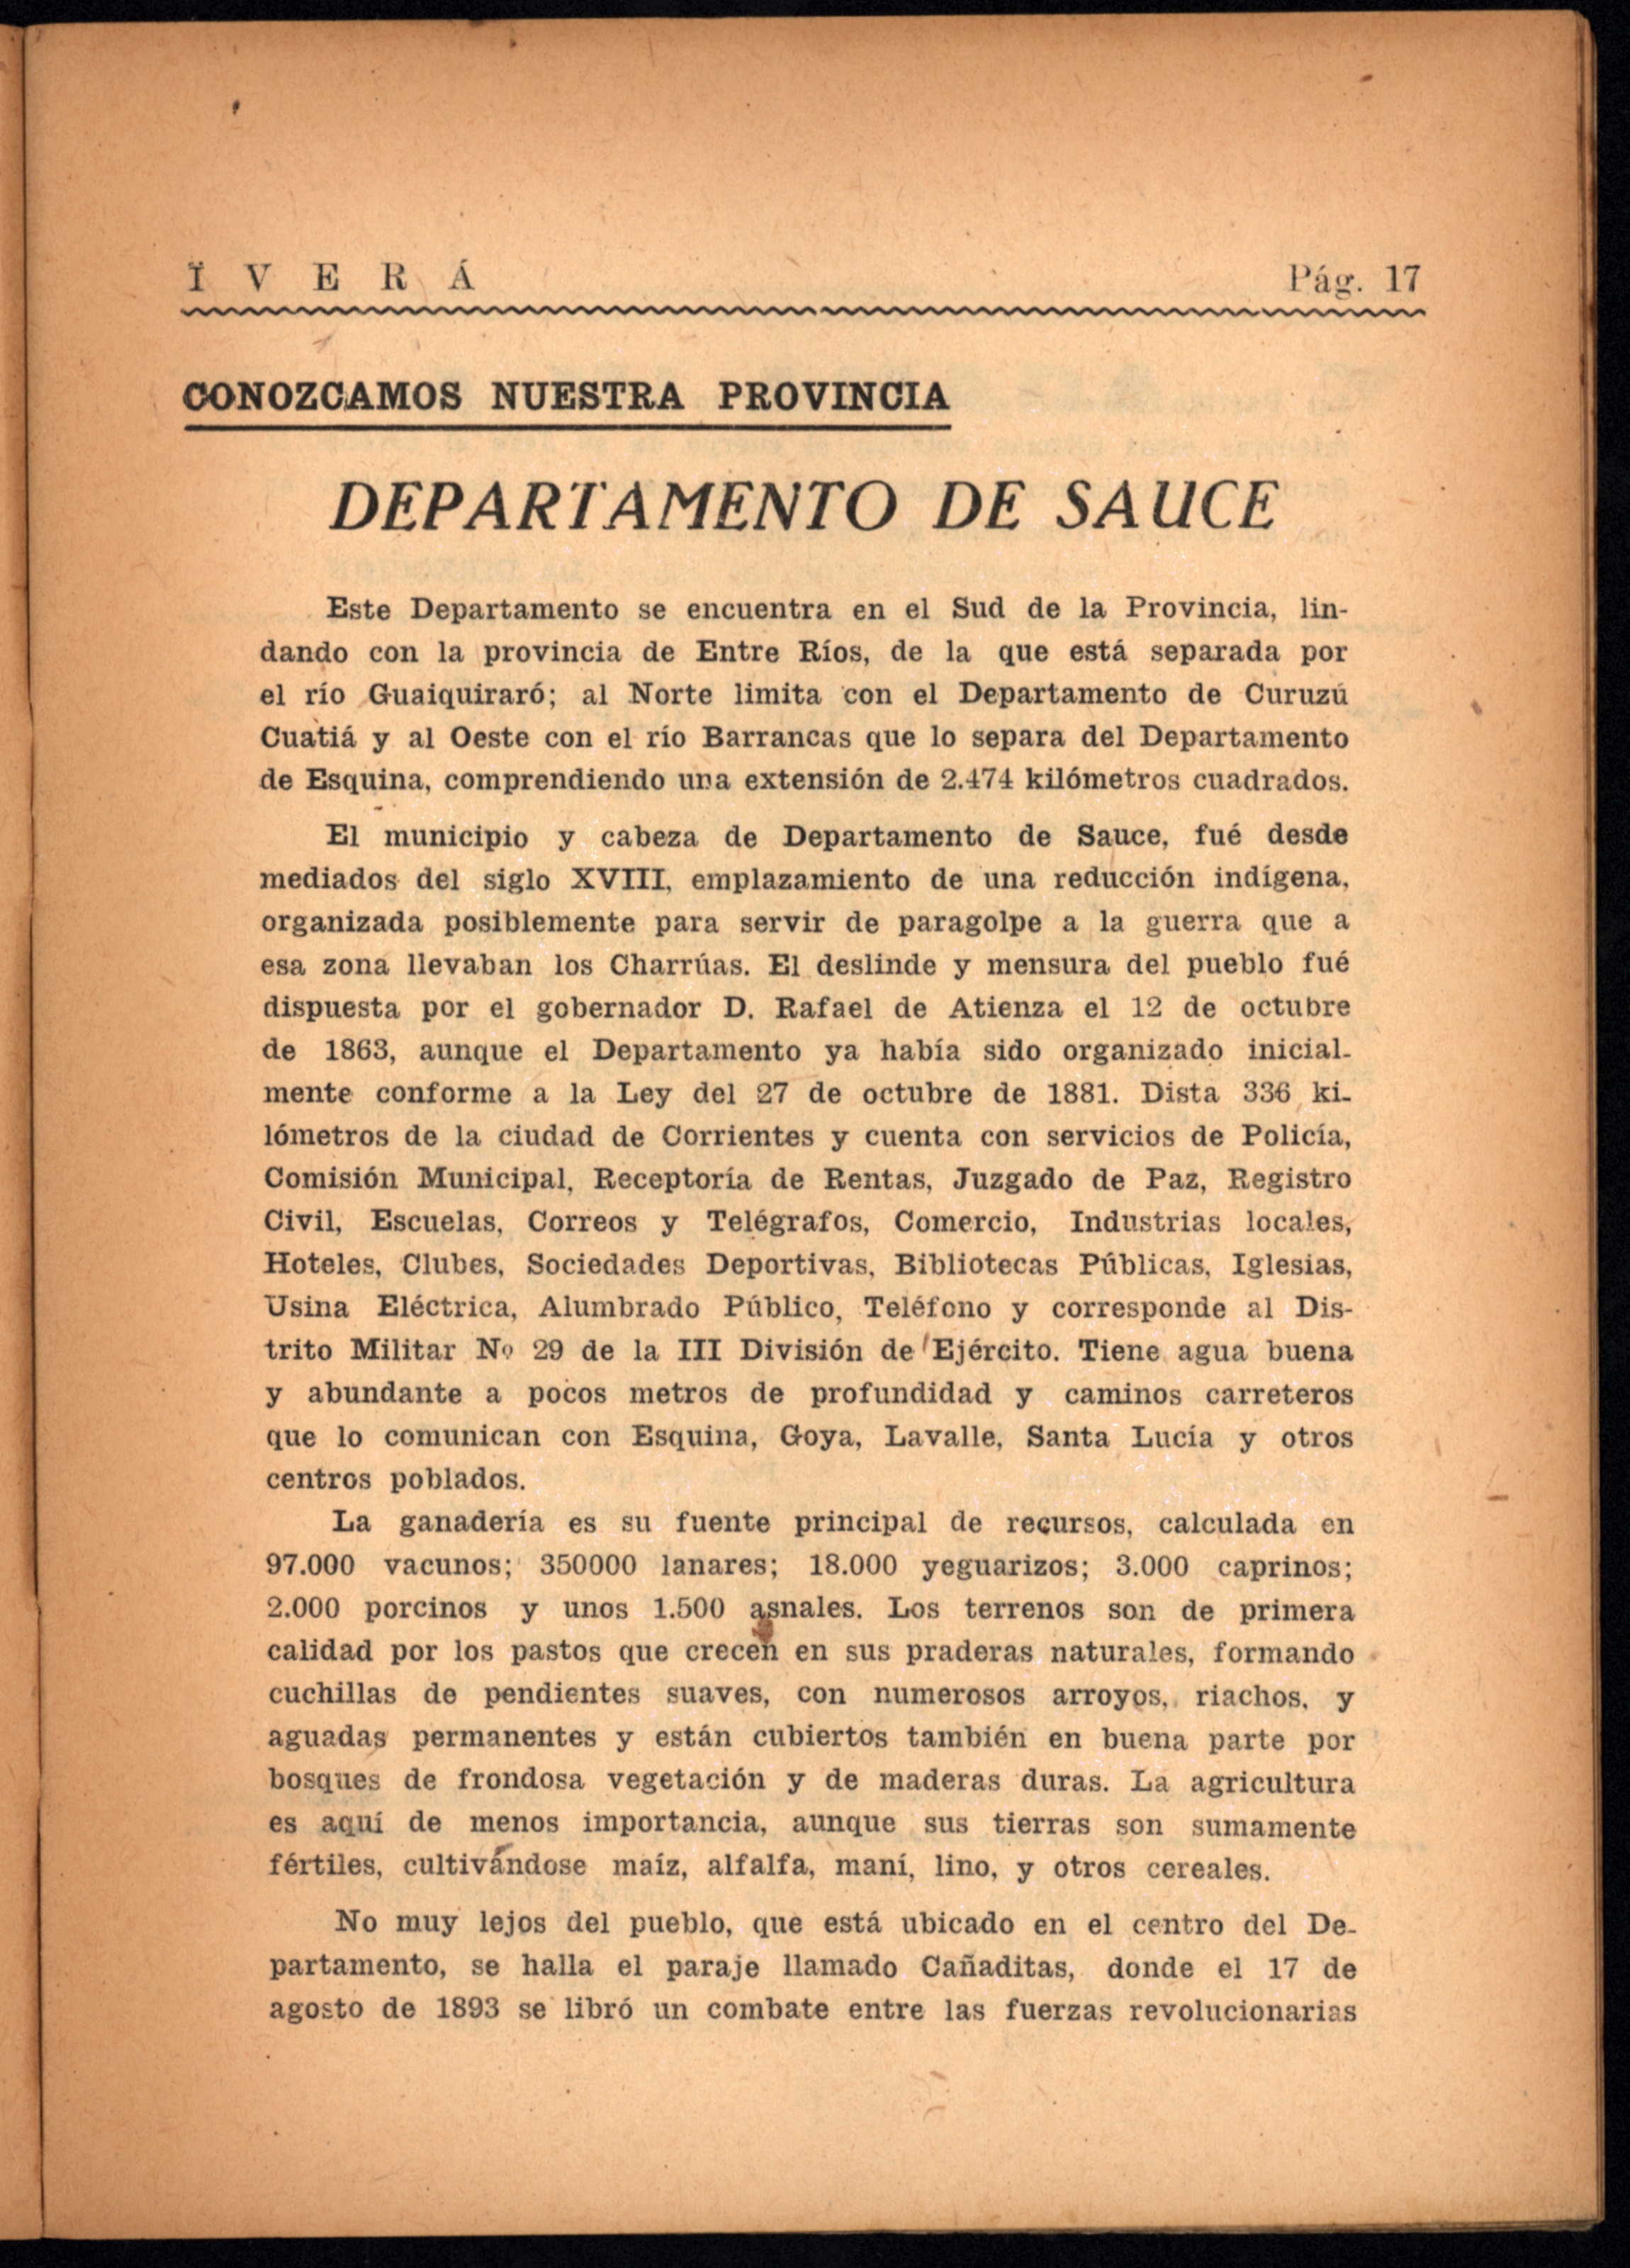 Ï V E R Á Pág. 17
CONOZCAMOS NUESTRA PROVINCIA
DEPARTAMENTO DE SAUCE
Este Departamento se encuentra en el Sud de la Provincia, lin-
dando con la provincia de Entre Ríos, de la que está separada por
el río Guaiquiraró; al Norte limita con el Departamento de Curuzú
Cuatiá y al Oeste con el río Barrancas que lo separa del Departamento
de Esquina, comprendiendo una extensión de 2.474 kilómetros cuadrados.
El municipio y cabeza de Departamento de Sauce, fué desde
mediados del siglo XVIII, emplazamiento de una reducción indígena,
organizada posiblemente para servir de paragolpe a la guerra que a
esa zona llevaban los Charrúas. El deslinde y mensura del pueblo fué
dispuesta por el gobernador D. Rafael de Atienza el 12 de octubre
de 1863, aunque el Departamento ya había sido organizado inicial-
mente conforme a la Ley del 27 de octubre de 1881. Dista 336 ki-
lómetros de la ciudad de Corrientes y cuenta con servicios de Policía,
Comisión Municipal, Receptoría de Rentas, Juzgado de Paz, Registro
Civil, Escuelas, Correos y Telégrafos, Comercio, Industrias locales,
Hoteles, Clubes, Sociedades Deportivas, Bibliotecas Públicas, Iglesias,
Usina Eléctrica, Alumbrado Público, Teléfono y corresponde al Dis-
trito Militar Nº 29 de la III División de Ejército. Tiene agua buena
y abundante a pocos metros de profundidad y caminos carreteros
que lo comunican con Esquina, Goya, Lavalle, Santa Lucía y otros
centros poblados.
La ganadería es su fuente principal de recursos, calculada en
97.000 vacunos; 350000 lanares; 18.000 yeguarizos; 3.000 caprinos;
2.000 porcinos y unos 1.500 asnales. Los terrenos son de primera
calidad por los pastos que crecen en sus praderas naturales, formando
cuchillas de pendientes suaves, con numerosos arroyos, riachos, y
aguadas permanentes y están cubiertos también en buena parte por
bosques de frondosa vegetación y de maderas duras. La agricultura
es aquí de menos importancia, aunque sus tierras son sumamente
fértiles, cultivándose maíz, alfalfa, maní, lino, y otros cereales.
No muy lejos del pueblo, que está ubicado en el centro del De-
partamento, se halla el paraje llamado Cañaditas, donde el 17 de
agosto de 1893 se libró un combate entre las fuerzas revolucionarias